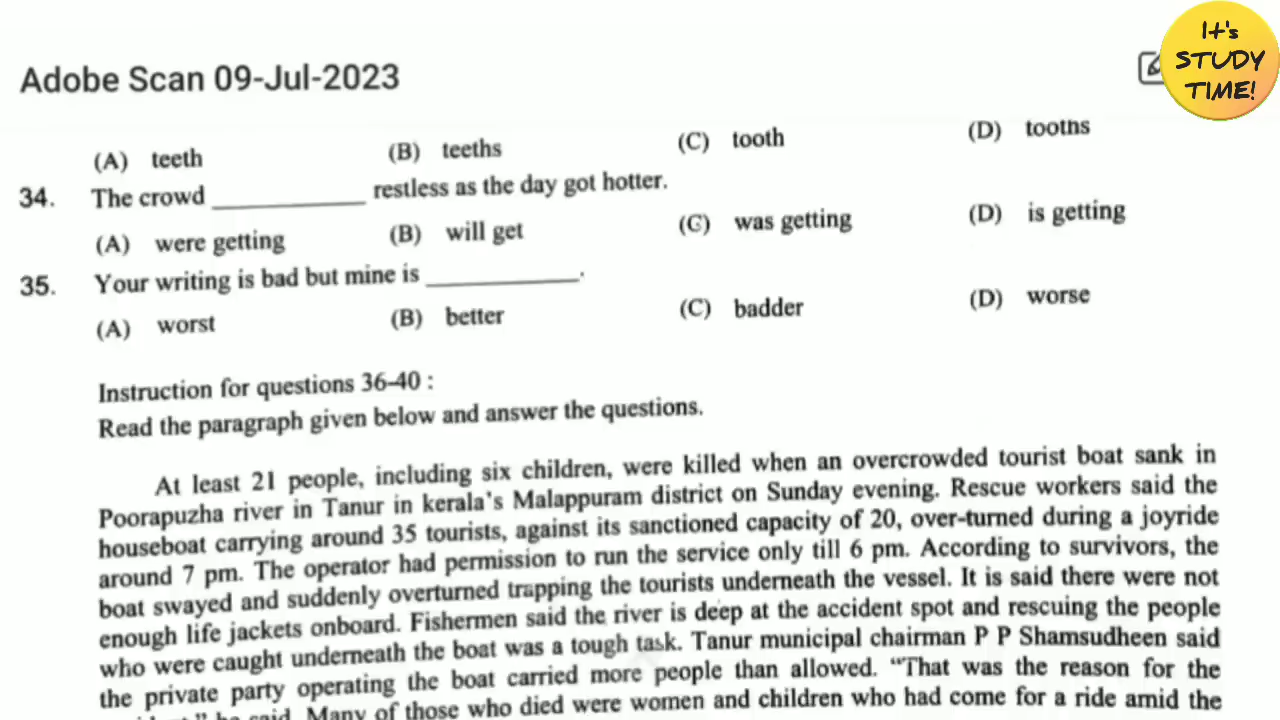 It's
STUDY
TIME!
Adobe Scan 09-Jul-2023
(A) teeth (B) teeths (C) tooth (D) tooths
34. The crowd ____________ restless as the day got hotter.
(A) were getting (B) will get (C) was getting (D) is getting
35. Your writing is bad but mine is ____________.
(A) worst (B) better (C) badder (D) worse
Instruction for questions 36-40 :
Read the paragraph given below and answer the questions.
At least 21 people, including six children, were killed when an overcrowded tourist boat sank in
Poorapuzha river in Tanur in kerala's Malappuram district on Sunday evening. Rescue workers said the
houseboat carrying around 35 tourists, against its sanctioned capacity of 20, over-turned during a joyride
around 7 pm. The operator had permission to run the service only till 6 pm. According to survivors, the
boat swayed and suddenly overturned trapping the tourists underneath the vessel. It is said there were not
enough life jackets onboard. Fishermen said the river is deep at the accident spot and rescuing the people
who were caught underneath the boat was a tough task. Tanur municipal chairman P P Shamsudheen said
the private party operating the boat carried more people than allowed. "That was the reason for the
he said. Many of those who died were women and children who had come for a ride amid the